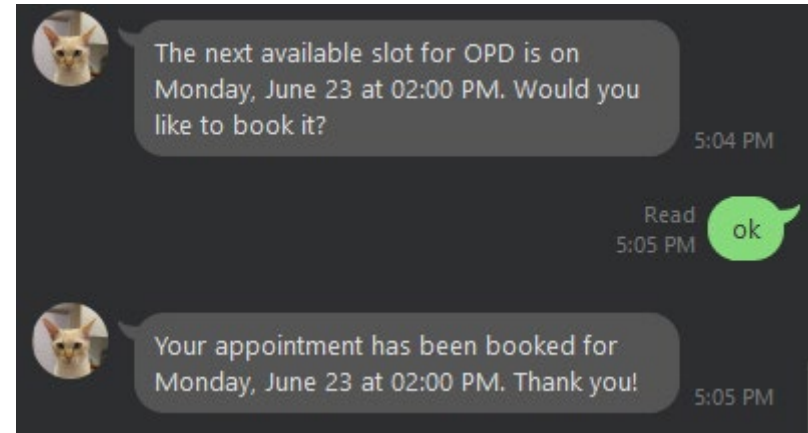 The next available slot for OPD is on
Monday, June 23 at 02:00 PM. Would you
like to book it?
5:04 PM
Read
5:05 PM
ok
Your appointment has been booked for
Monday, June 23 at 02:00 PM. Thank you!
5:05 PM